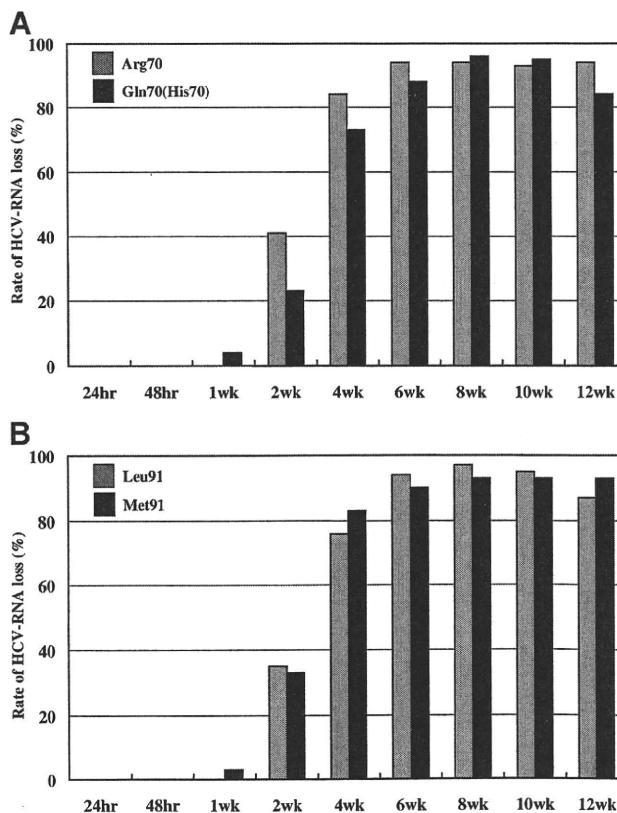 A
Rate of HCV-RNA loss (%)
100
80
60
40
20
0
Arg70
Gln70(His70)
24hr 48hr 1wk 2wk 4wk 6wk 8wk 10wk 12wk
B
Rate of HCV-RNA loss (%)
100
80
60
40
20
0
Leu91
Met91
24hr 48hr 1wk 2wk 4wk 6wk 8wk 10wk 12wk